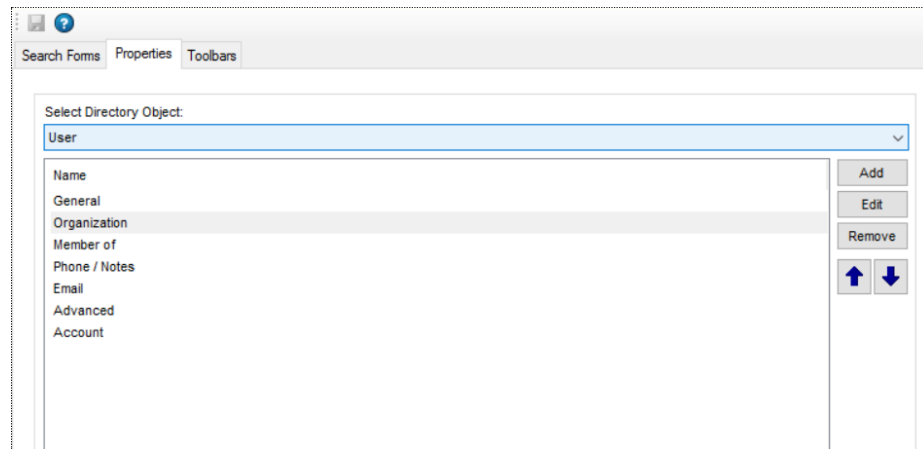 Search Forms Properties Toolbars
Select Directory Object:
User
Name
Add
General
Edit
Organization
Member of
Remove
Phone / Notes
Email
Advanced
Account